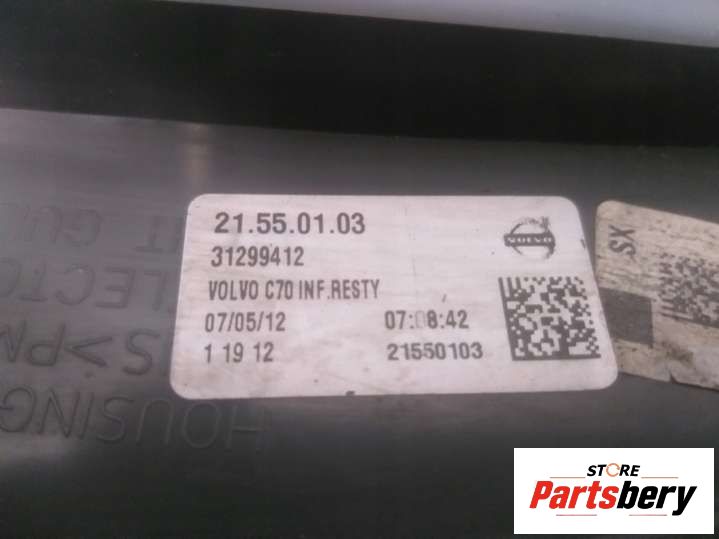 21.55.01.03
31299412
VOLVO
VOLVO C70 INF.RESTY
07/05/12 07:08:42
1 19 12 21550103
SX
HOUSING
STORE
Partsbery